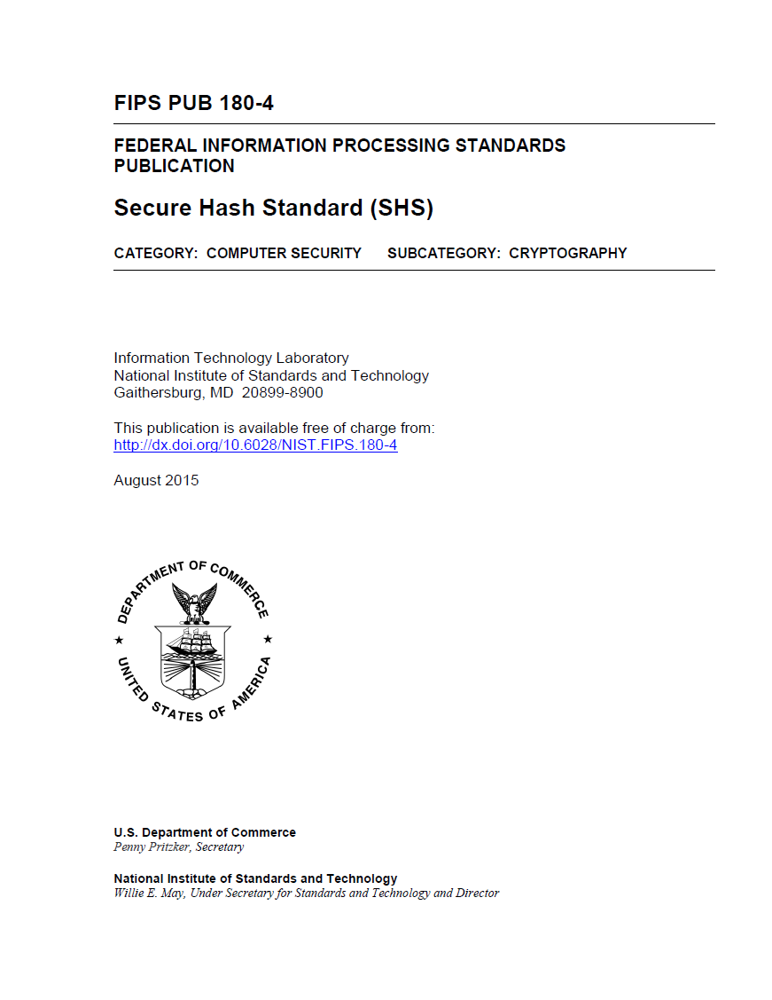 FIPS PUB 180-4
FEDERAL INFORMATION PROCESSING STANDARDS
PUBLICATION
Secure Hash Standard (SHS)
CATEGORY: COMPUTER SECURITY SUBCATEGORY: CRYPTOGRAPHY
Information Technology Laboratory
National Institute of Standards and Technology
Gaithersburg, MD 20899-8900
This publication is available free of charge from:
http://dx.doi.org/10.6028/NIST.FIPS.180-4
August 2015
DEPARTMENT OF COMMERCE
UNITED STATES OF AMERICA
U.S. Department of Commerce
Penny Pritzker, Secretary
National Institute of Standards and Technology
Willie E. May, Under Secretary for Standards and Technology and Director